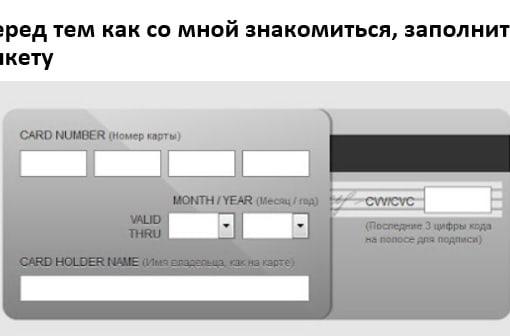 еред тем как со мной знакомиться, заполнит
нкету
CARD NUMBER (Номер карты)
MONTH / YEAR (Месяц / год)
VALID
THRU
CVV/CVC
(Последние 3 цифры кода
на полосе для подписи)
CARD HOLDER NAME (Имя владельца, как на карте)